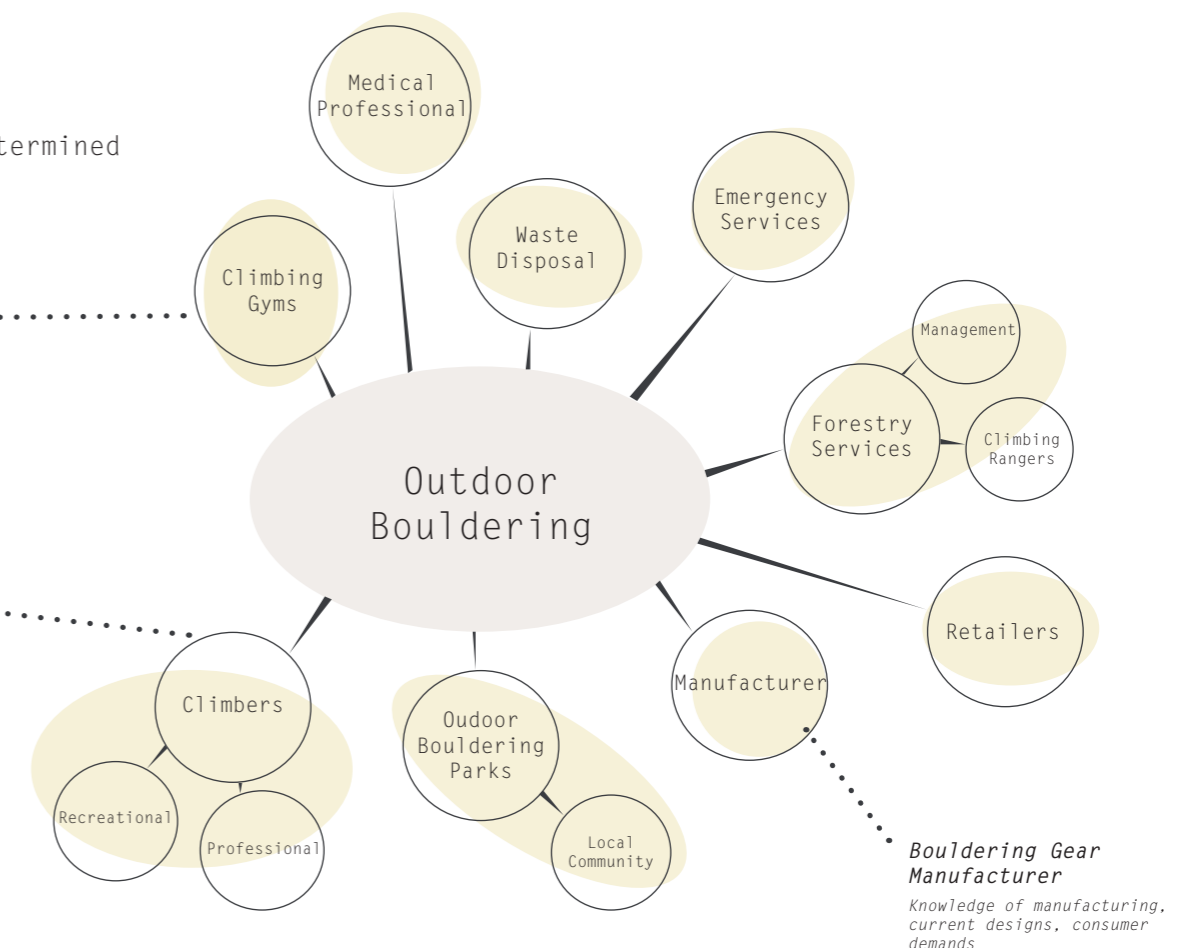 Medical
Professional
termined
Emergency
Services
Waste
Disposal
Climbing
Gyms
Management
Forestry
Services
Climbing
Rangers
Outdoor
Bouldering
Retailers
Manufacturer
Climbers
Oudoor
Bouldering
Parks
Recreational
Professional
Local
Community
Bouldering Gear
Manufacturer
Knowledge of manufacturing,
current designs, consumer
demands